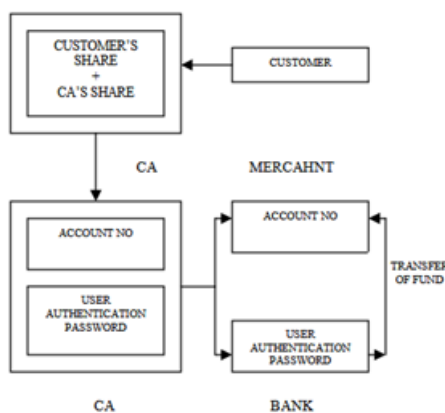 CUSTOMER'S
SHARE
+
CA'S SHARE
CUSTOMER
CA
MERCAHNT
ACCOUNT NO
USER
AUTHENTICATION
PASSWORD
ACCOUNT NO
TRANSFER
OF FUND
USER
AUTHENTICATION
PASSWORD
CA
BANK